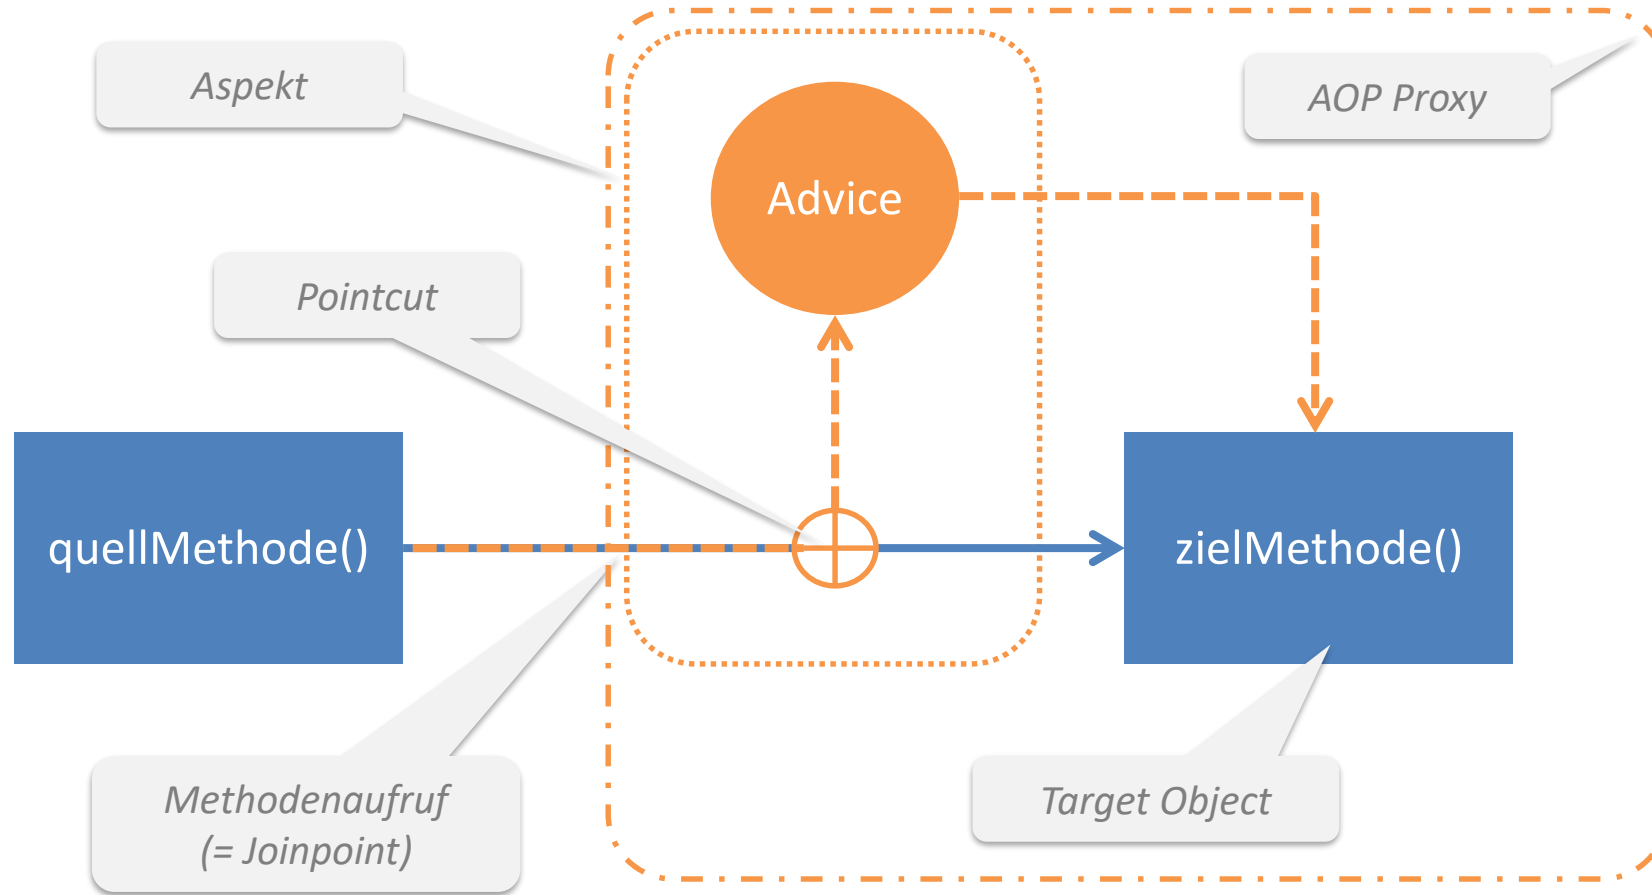 Aspekt
AOP Proxy
Advice
Pointcut
quellMethode()
zielMethode()
Methodenaufruf
(= Joinpoint)
Target Object